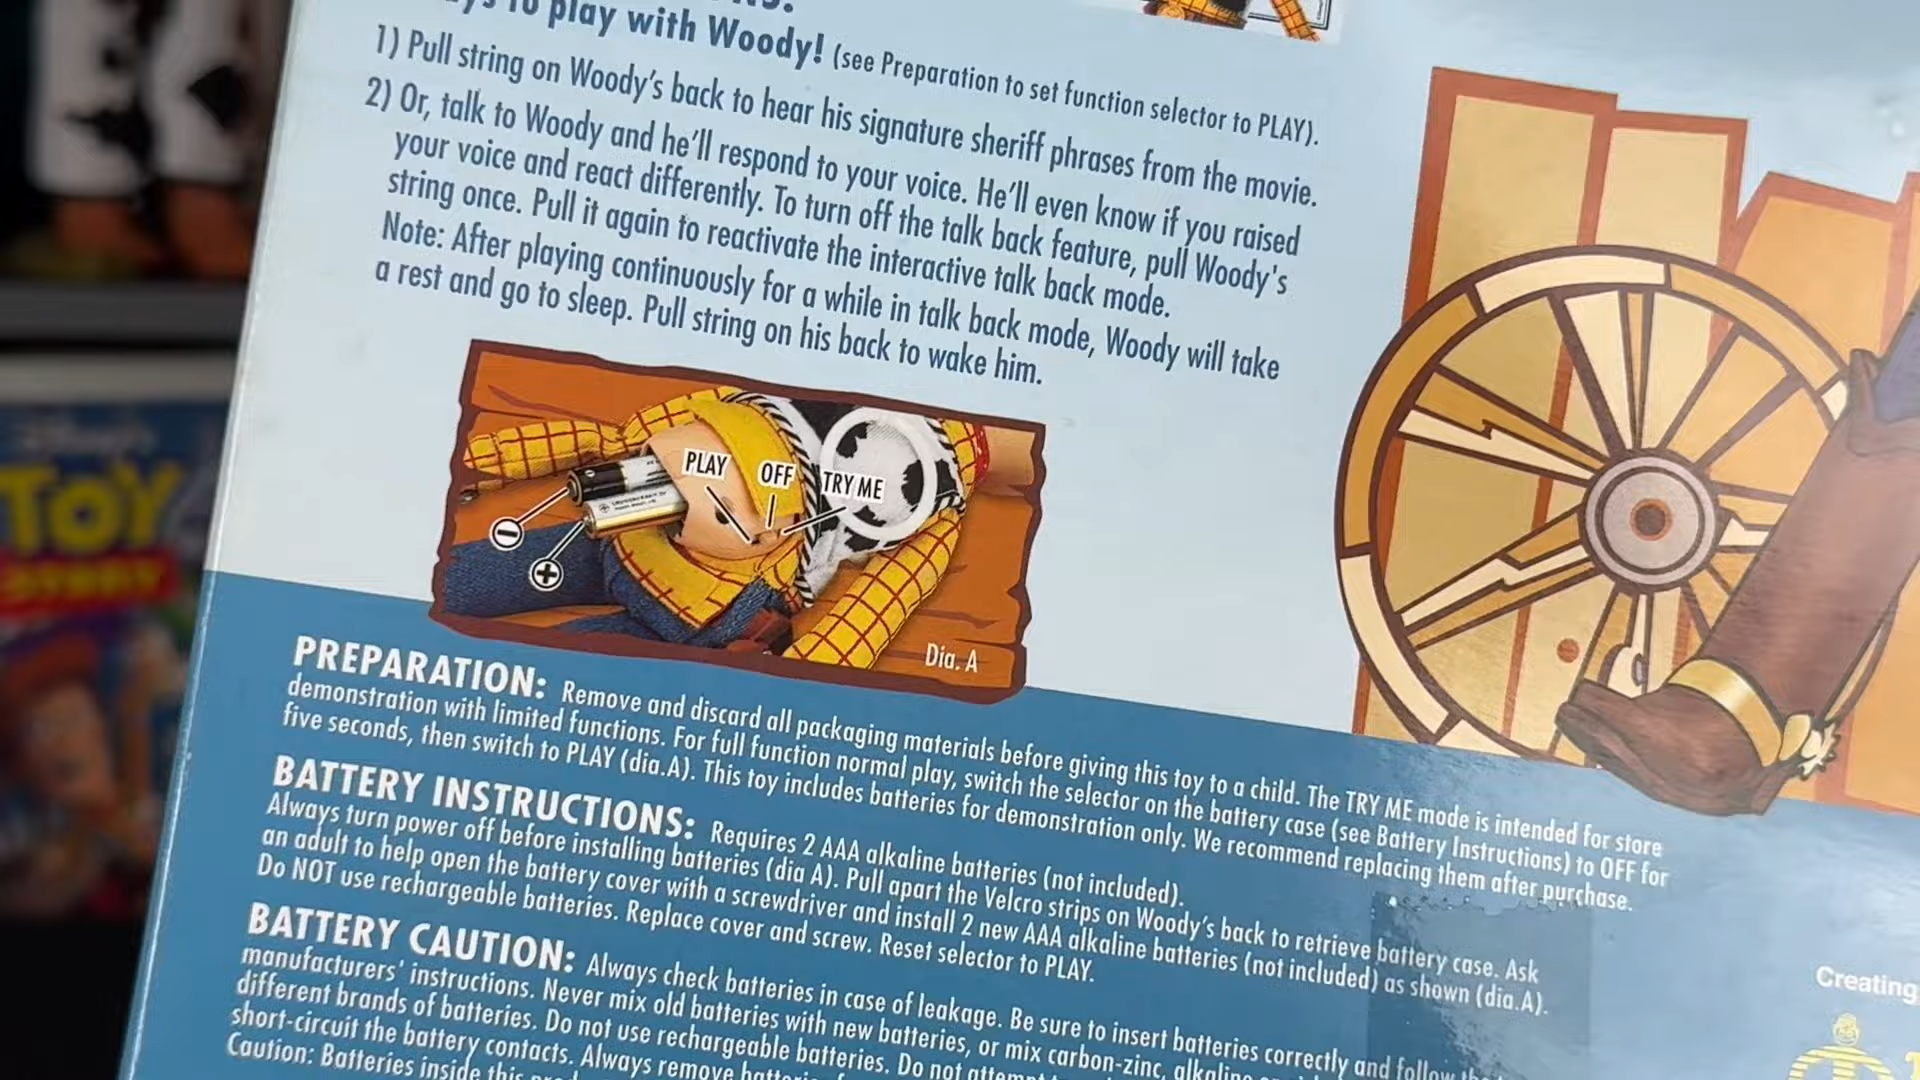 to play with Woody! (see Preparation to set function selector to PLAY).
1) Pull string on Woody's back to hear his signature sheriff phrases from the movie.
2) Or, talk to Woody and he'll respond to your voice. He'll even know if you raised
your voice and react differently. To turn off the talk back feature, pull Woody's
string once. Pull it again to reactivate the interactive talk back mode.
Note: After playing continuously for a while in talk back mode, Woody will take
a rest and go to sleep. Pull string on his back to wake him.
PLAY
OFF
TRY ME
Dia. A
TOY
STORY
PREPARATION: Remove and discard all packaging materials before giving this toy to a child. The TRY ME mode is intended for store
demonstration with limited functions. For full function normal play, switch the selector on the battery case (see Battery Instructions) to OFF for
five seconds, then switch to PLAY (dia.A). This toy includes batteries for demonstration only. We recommend replacing them after purchase.
BATTERY INSTRUCTIONS: Requires 2 AAA alkaline batteries (not included).
Always turn power off before installing batteries (dia A). Pull apart the Velcro strips on Woody's back to retrieve battery case. Ask
an adult to help open the battery cover with a screwdriver and install 2 new AAA alkaline batteries (not included) as shown (dia.A).
Do NOT use rechargeable batteries. Replace cover and screw. Reset selector to PLAY.
BATTERY CAUTION: Always check batteries in case of leakage. Be sure to insert batteries correctly and follow the
manufacturers' instructions. Never mix old batteries with new batteries, or mix carbon-zinc, alkaline
different brands of batteries. Do not use rechargeable batteries. Do not attempt
short-circuit the battery contacts. Always remove
Caution: Batteries inside this
Creating